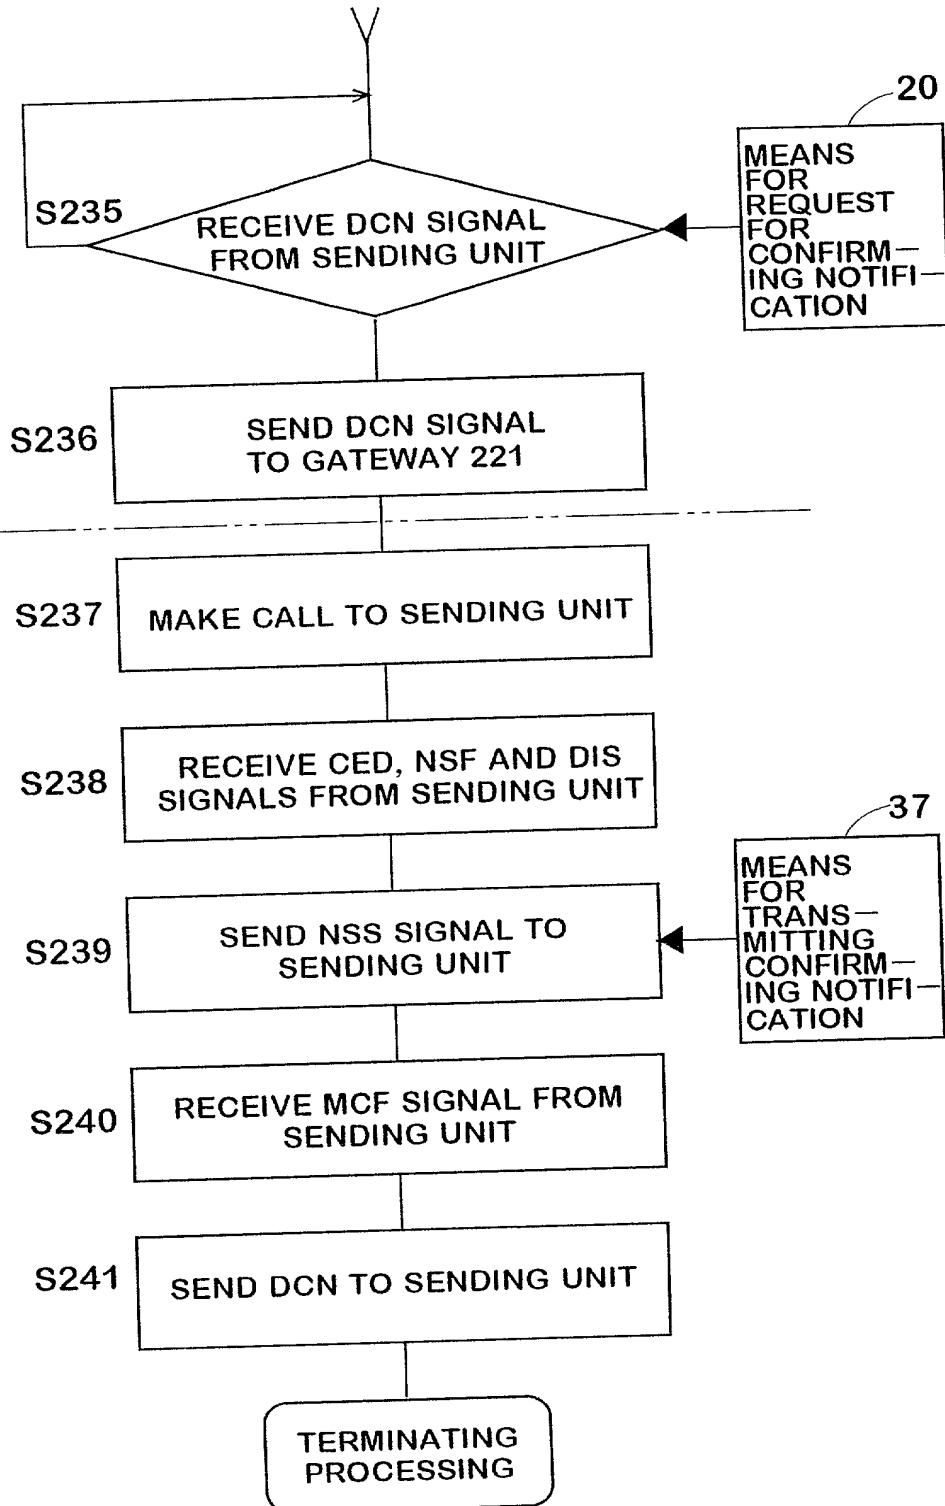 20
MEANS
FOR
REQUEST
FOR
CONFIRM—
ING NOTIFI—
CATION
S235
RECEIVE DCN SIGNAL
FROM SENDING UNIT
S236
SEND DCN SIGNAL
TO GATEWAY 221
S237
MAKE CALL TO SENDING UNIT
S238
RECEIVE CED, NSF AND DIS
SIGNALS FROM SENDING UNIT
37
MEANS
FOR
TRANS—
MITTING
CONFIRM—
ING NOTIFI—
CATION
S239
SEND NSS SIGNAL TO
SENDING UNIT
S240
RECEIVE MCF SIGNAL FROM
SENDING UNIT
S241
SEND DCN TO SENDING UNIT
TERMINATING
PROCESSING